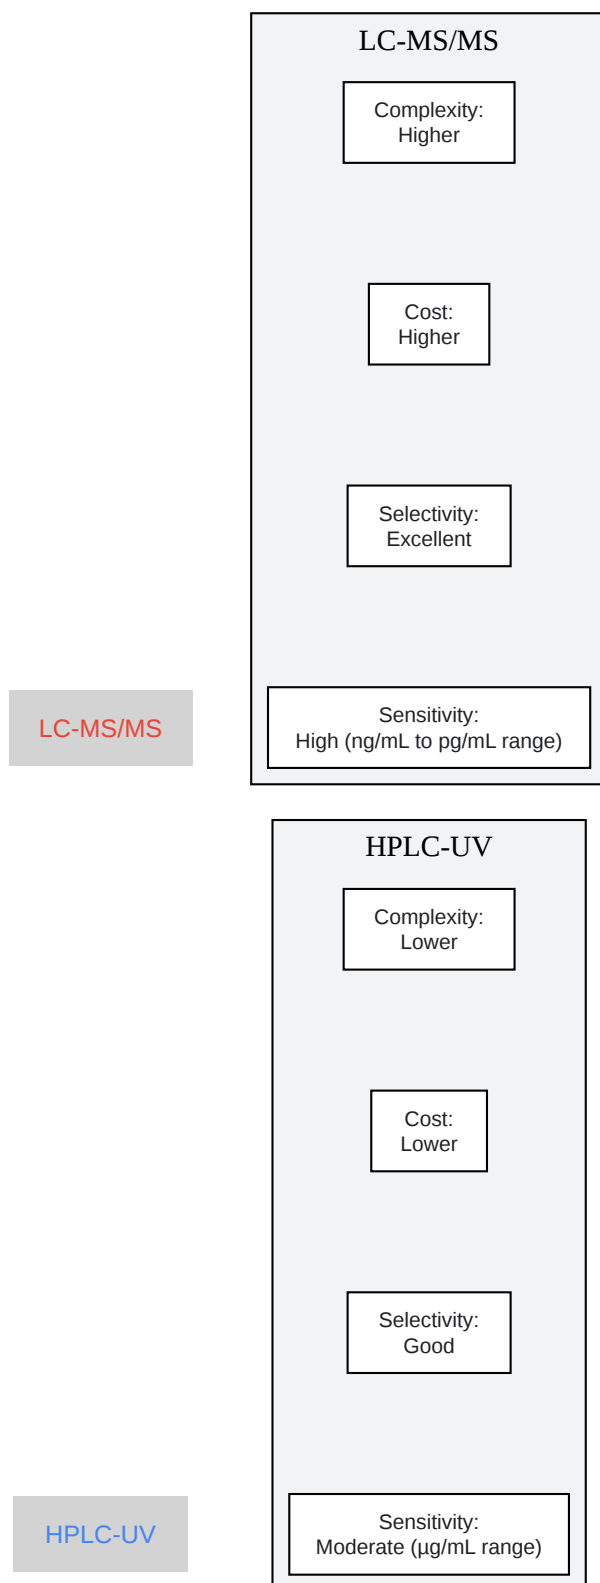 LC-MS/MS
Complexity:
Higher
Cost:
Higher
Selectivity:
Excellent
LC-MS/MS
Sensitivity:
High (ng/mL to pg/mL range)
HPLC-UV
Complexity:
Lower
Cost:
Lower
Selectivity:
Good
HPLC-UV
Sensitivity:
Moderate (µg/mL range)